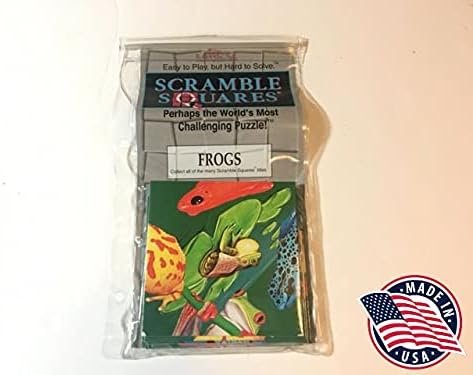 Easy to Play, but Hard to Solve.™
SCRAMBLE
SQUARES®
Perhaps the World's Most
Challenging Puzzle!™
FROGS
Collect all of the many Scramble Squares® titles
MADE IN
U.S.A.